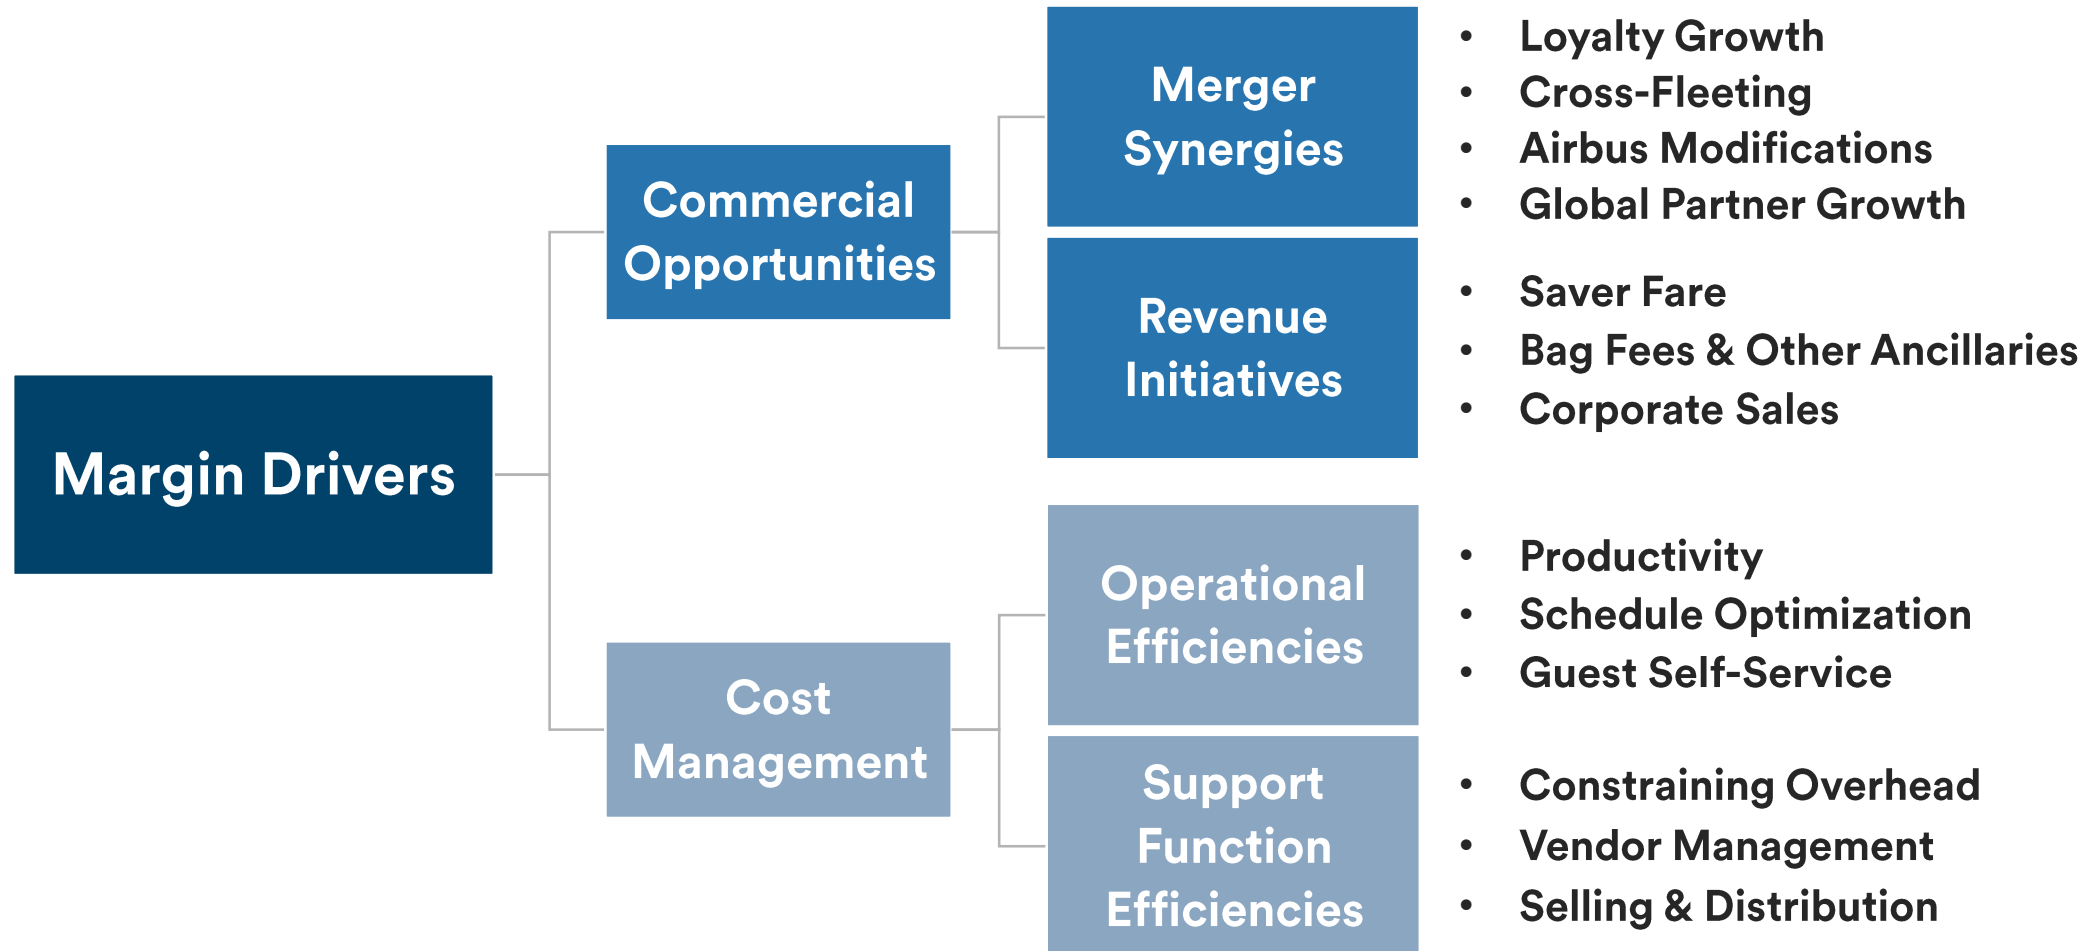 Margin Drivers
Commercial
Opportunities
Merger
Synergies
• Loyalty Growth
• Cross-Fleeting
• Airbus Modifications
• Global Partner Growth
Revenue
Initiatives
• Saver Fare
• Bag Fees & Other Ancillaries
• Corporate Sales
Cost
Management
Operational
Efficiencies
• Productivity
• Schedule Optimization
• Guest Self-Service
Support
Function
Efficiencies
• Constraining Overhead
• Vendor Management
• Selling & Distribution